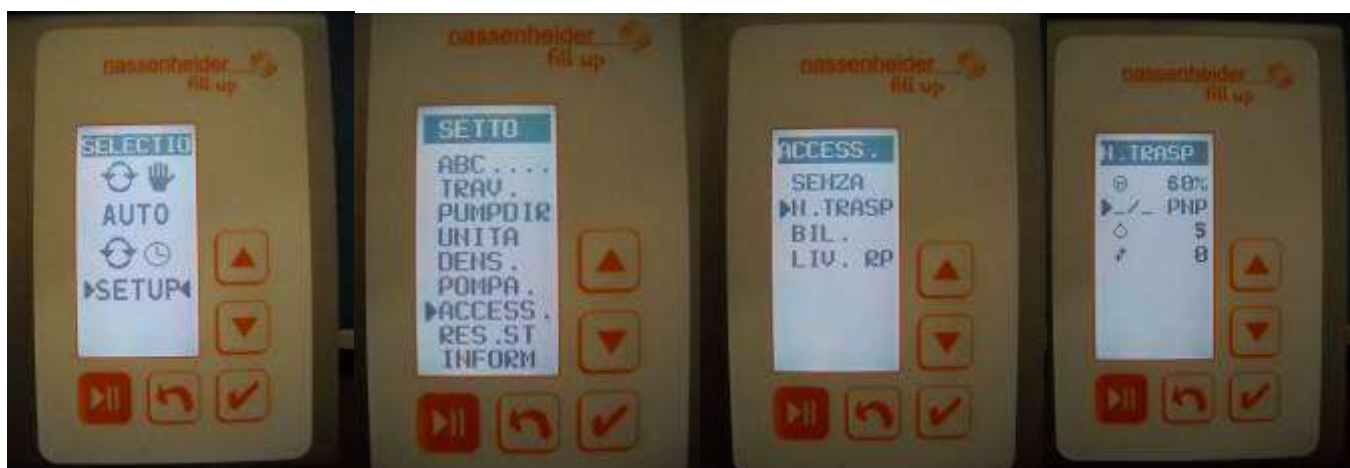 nassenheider
fill up
SELECTIO
AUTO
SETUP
nassenheider
fill up
SETTO
ABC....
TRAV.
PUMPDIR
UNITA
DENS.
POMPA.
ACCESS.
RES.ST
INFORM
nassenheider
fill up
ACCESS.
SENZA
N.TRASP
BIL.
LIV. RP
nassenheider
fill up
N.TRASP
60%
_/_ PNP
5
0